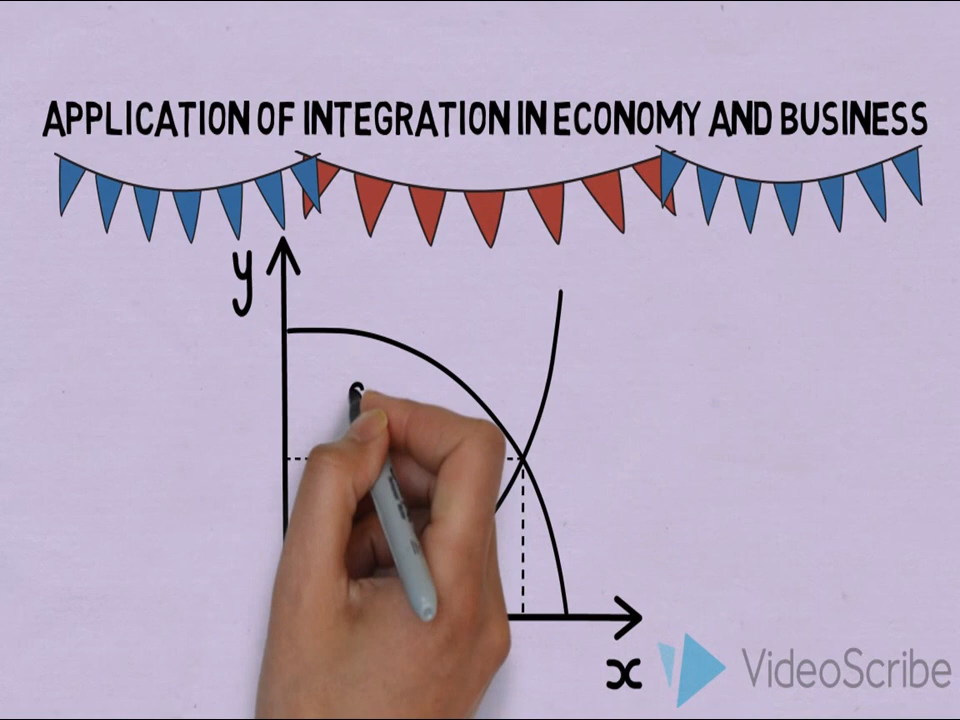 APPLICATION OF INTEGRATION IN ECONOMY AND BUSINESS
y
x
VideoScribe